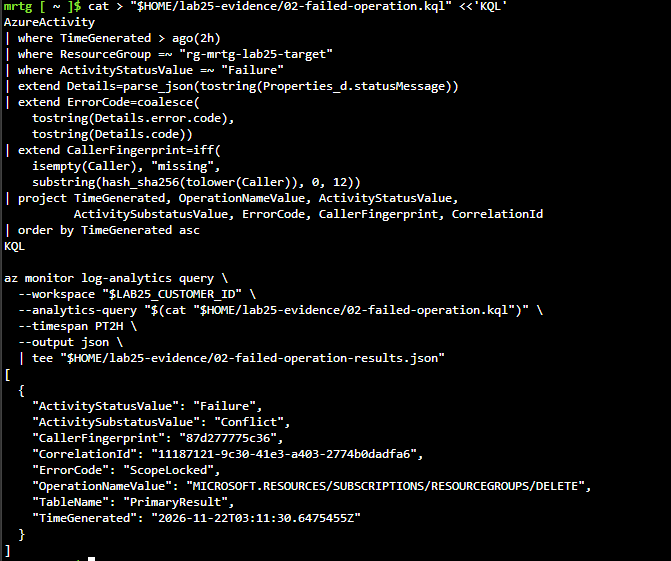 mrtg [ ~ ]$ cat > "$HOME/lab25-evidence/02-failed-operation.kql" <<'KQL'
AzureActivity
| where TimeGenerated > ago(2h)
| where ResourceGroup =~ "rg-mrtg-lab25-target"
| where ActivityStatusValue =~ "Failure"
| extend Details=parse_json(tostring(Properties_d.statusMessage))
| extend ErrorCode=coalesce(
    tostring(Details.error.code),
    tostring(Details.code))
| extend CallerFingerprint=iff(
    isempty(Caller), "missing",
    substring(hash_sha256(tolower(Caller)), 0, 12))
| project TimeGenerated, OperationNameValue, ActivityStatusValue,
          ActivitySubstatusValue, ErrorCode, CallerFingerprint, CorrelationId
| order by TimeGenerated asc
KQL

az monitor log-analytics query \
  --workspace "$LAB25_CUSTOMER_ID" \
  --analytics-query "$(cat "$HOME/lab25-evidence/02-failed-operation.kql")" \
  --timespan PT2H \
  --output json \
  | tee "$HOME/lab25-evidence/02-failed-operation-results.json"
[
  {
    "ActivityStatusValue": "Failure",
    "ActivitySubstatusValue": "Conflict",
    "CallerFingerprint": "87d277775c36",
    "CorrelationId": "11187121-9c30-41e3-a403-2774b0dadfa6",
    "ErrorCode": "ScopeLocked",
    "OperationNameValue": "MICROSOFT.RESOURCES/SUBSCRIPTIONS/RESOURCEGROUPS/DELETE",
    "TableName": "PrimaryResult",
    "TimeGenerated": "2026-11-22T03:11:30.6475455Z"
  }
]